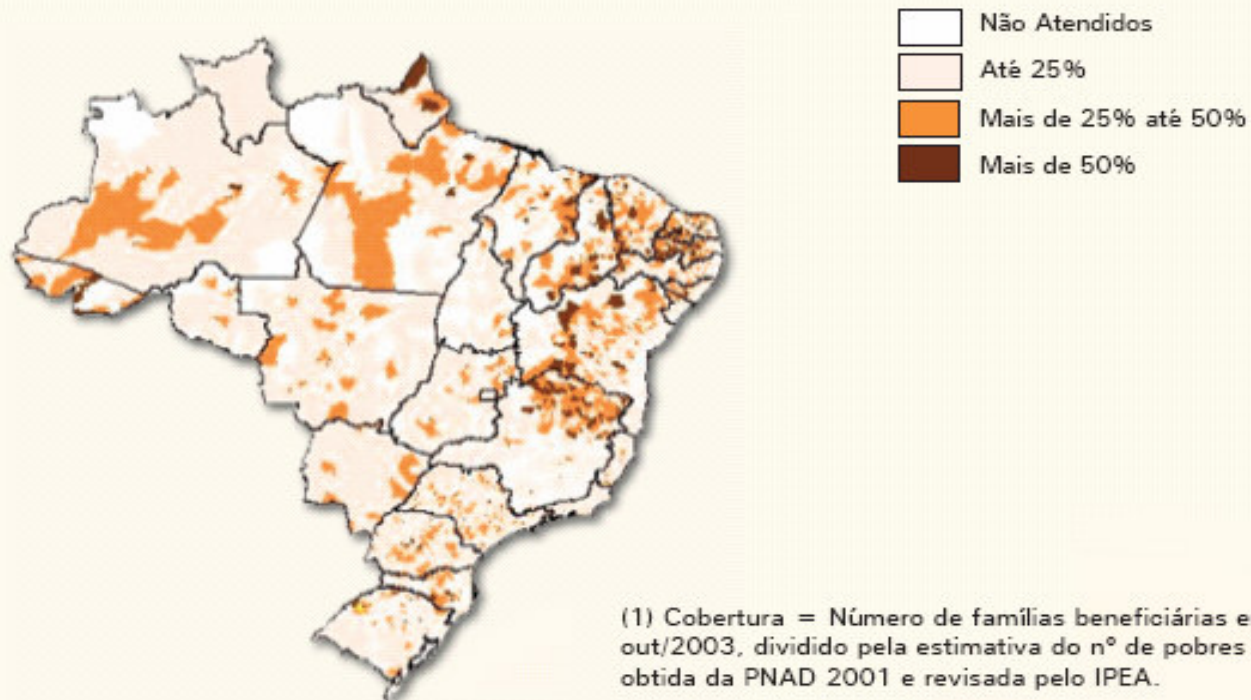 Não Atendidos
Até 25%
Mais de 25% até 50%
Mais de 50%
(1) Cobertura = Número de famílias beneficiárias e
out/2003, dividido pela estimativa do nº de pobres
obtida da PNAD 2001 e revisada pelo IPEA.